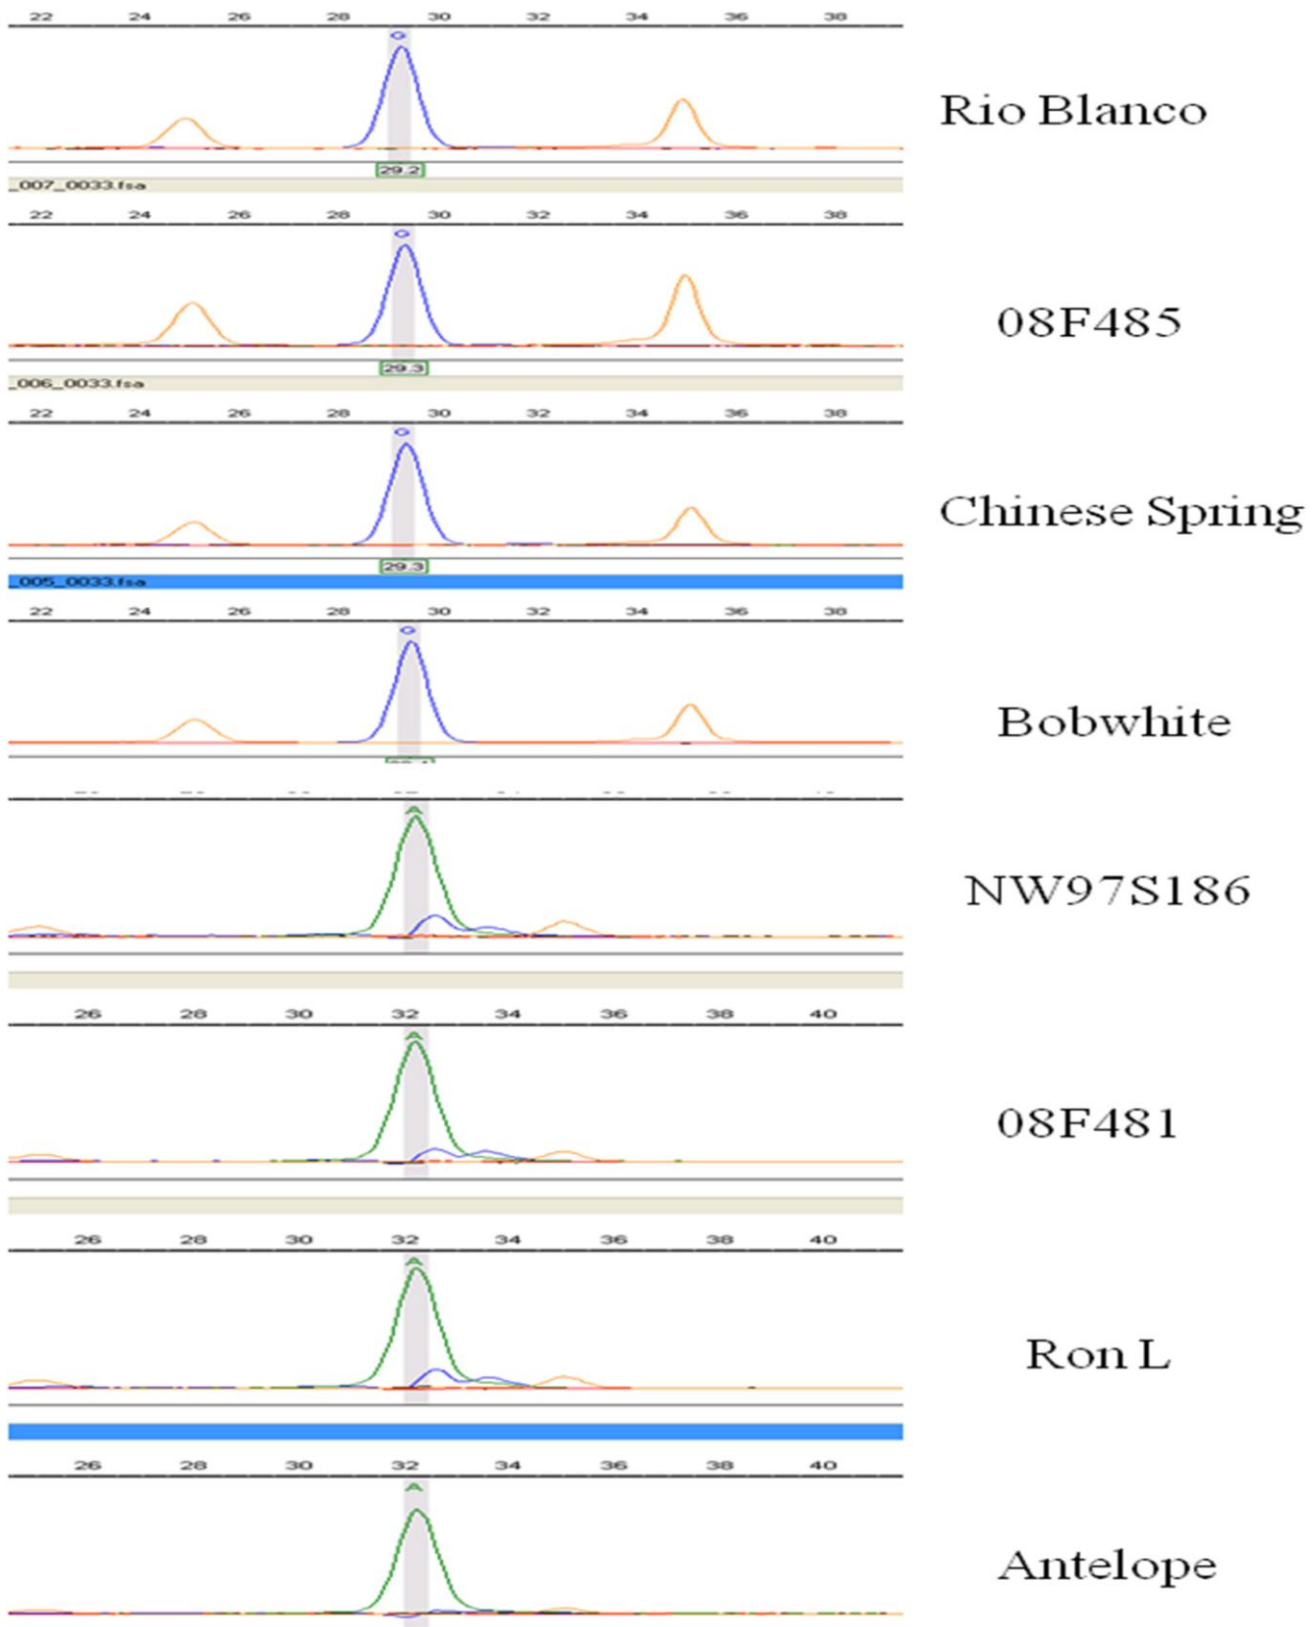 22 24 26 28 30 32 34 36 38
G
Rio Blanco
29.2
_007_0033.fsa
22 24 26 28 30 32 34 36 38
G
08F485
29.3
_006_0033.fsa
22 24 26 28 30 32 34 36 38
G
Chinese Spring
29.3
_005_0033.fsa
22 24 26 28 30 32 34 36 38
G
Bobwhite
A
NW97S186
26 28 30 32 34 36 38 40
A
08F481
26 28 30 32 34 36 38 40
A
Ron L
26 28 30 32 34 36 38 40
A
Antelope